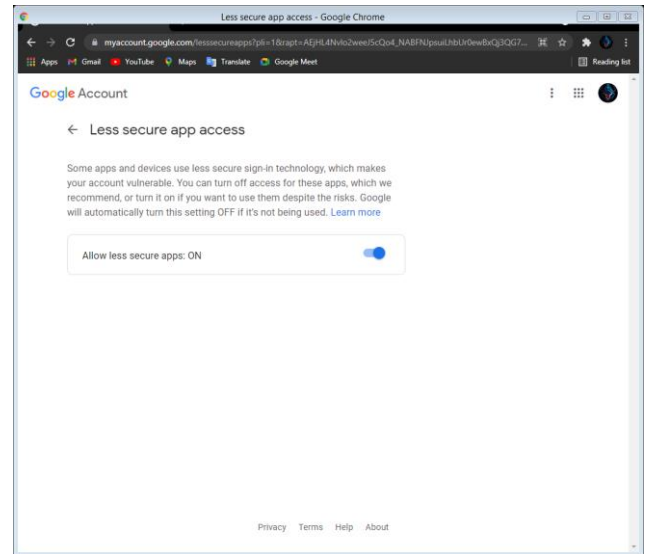 Less secure app access - Google Chrome
myaccount.google.com/lesssecureapps?pli=1&rapt=
Apps Gmail YouTube Maps Translate Google Meet Reading list
Google Account
Less secure app access
Some apps and devices use less secure sign-in technology, which makes
your account vulnerable. You can turn off access for these apps, which we
recommend, or turn it on if you want to use them despite the risks. Google
will automatically turn this setting OFF if it's not being used. Learn more
Allow less secure apps: ON
Privacy Terms Help About